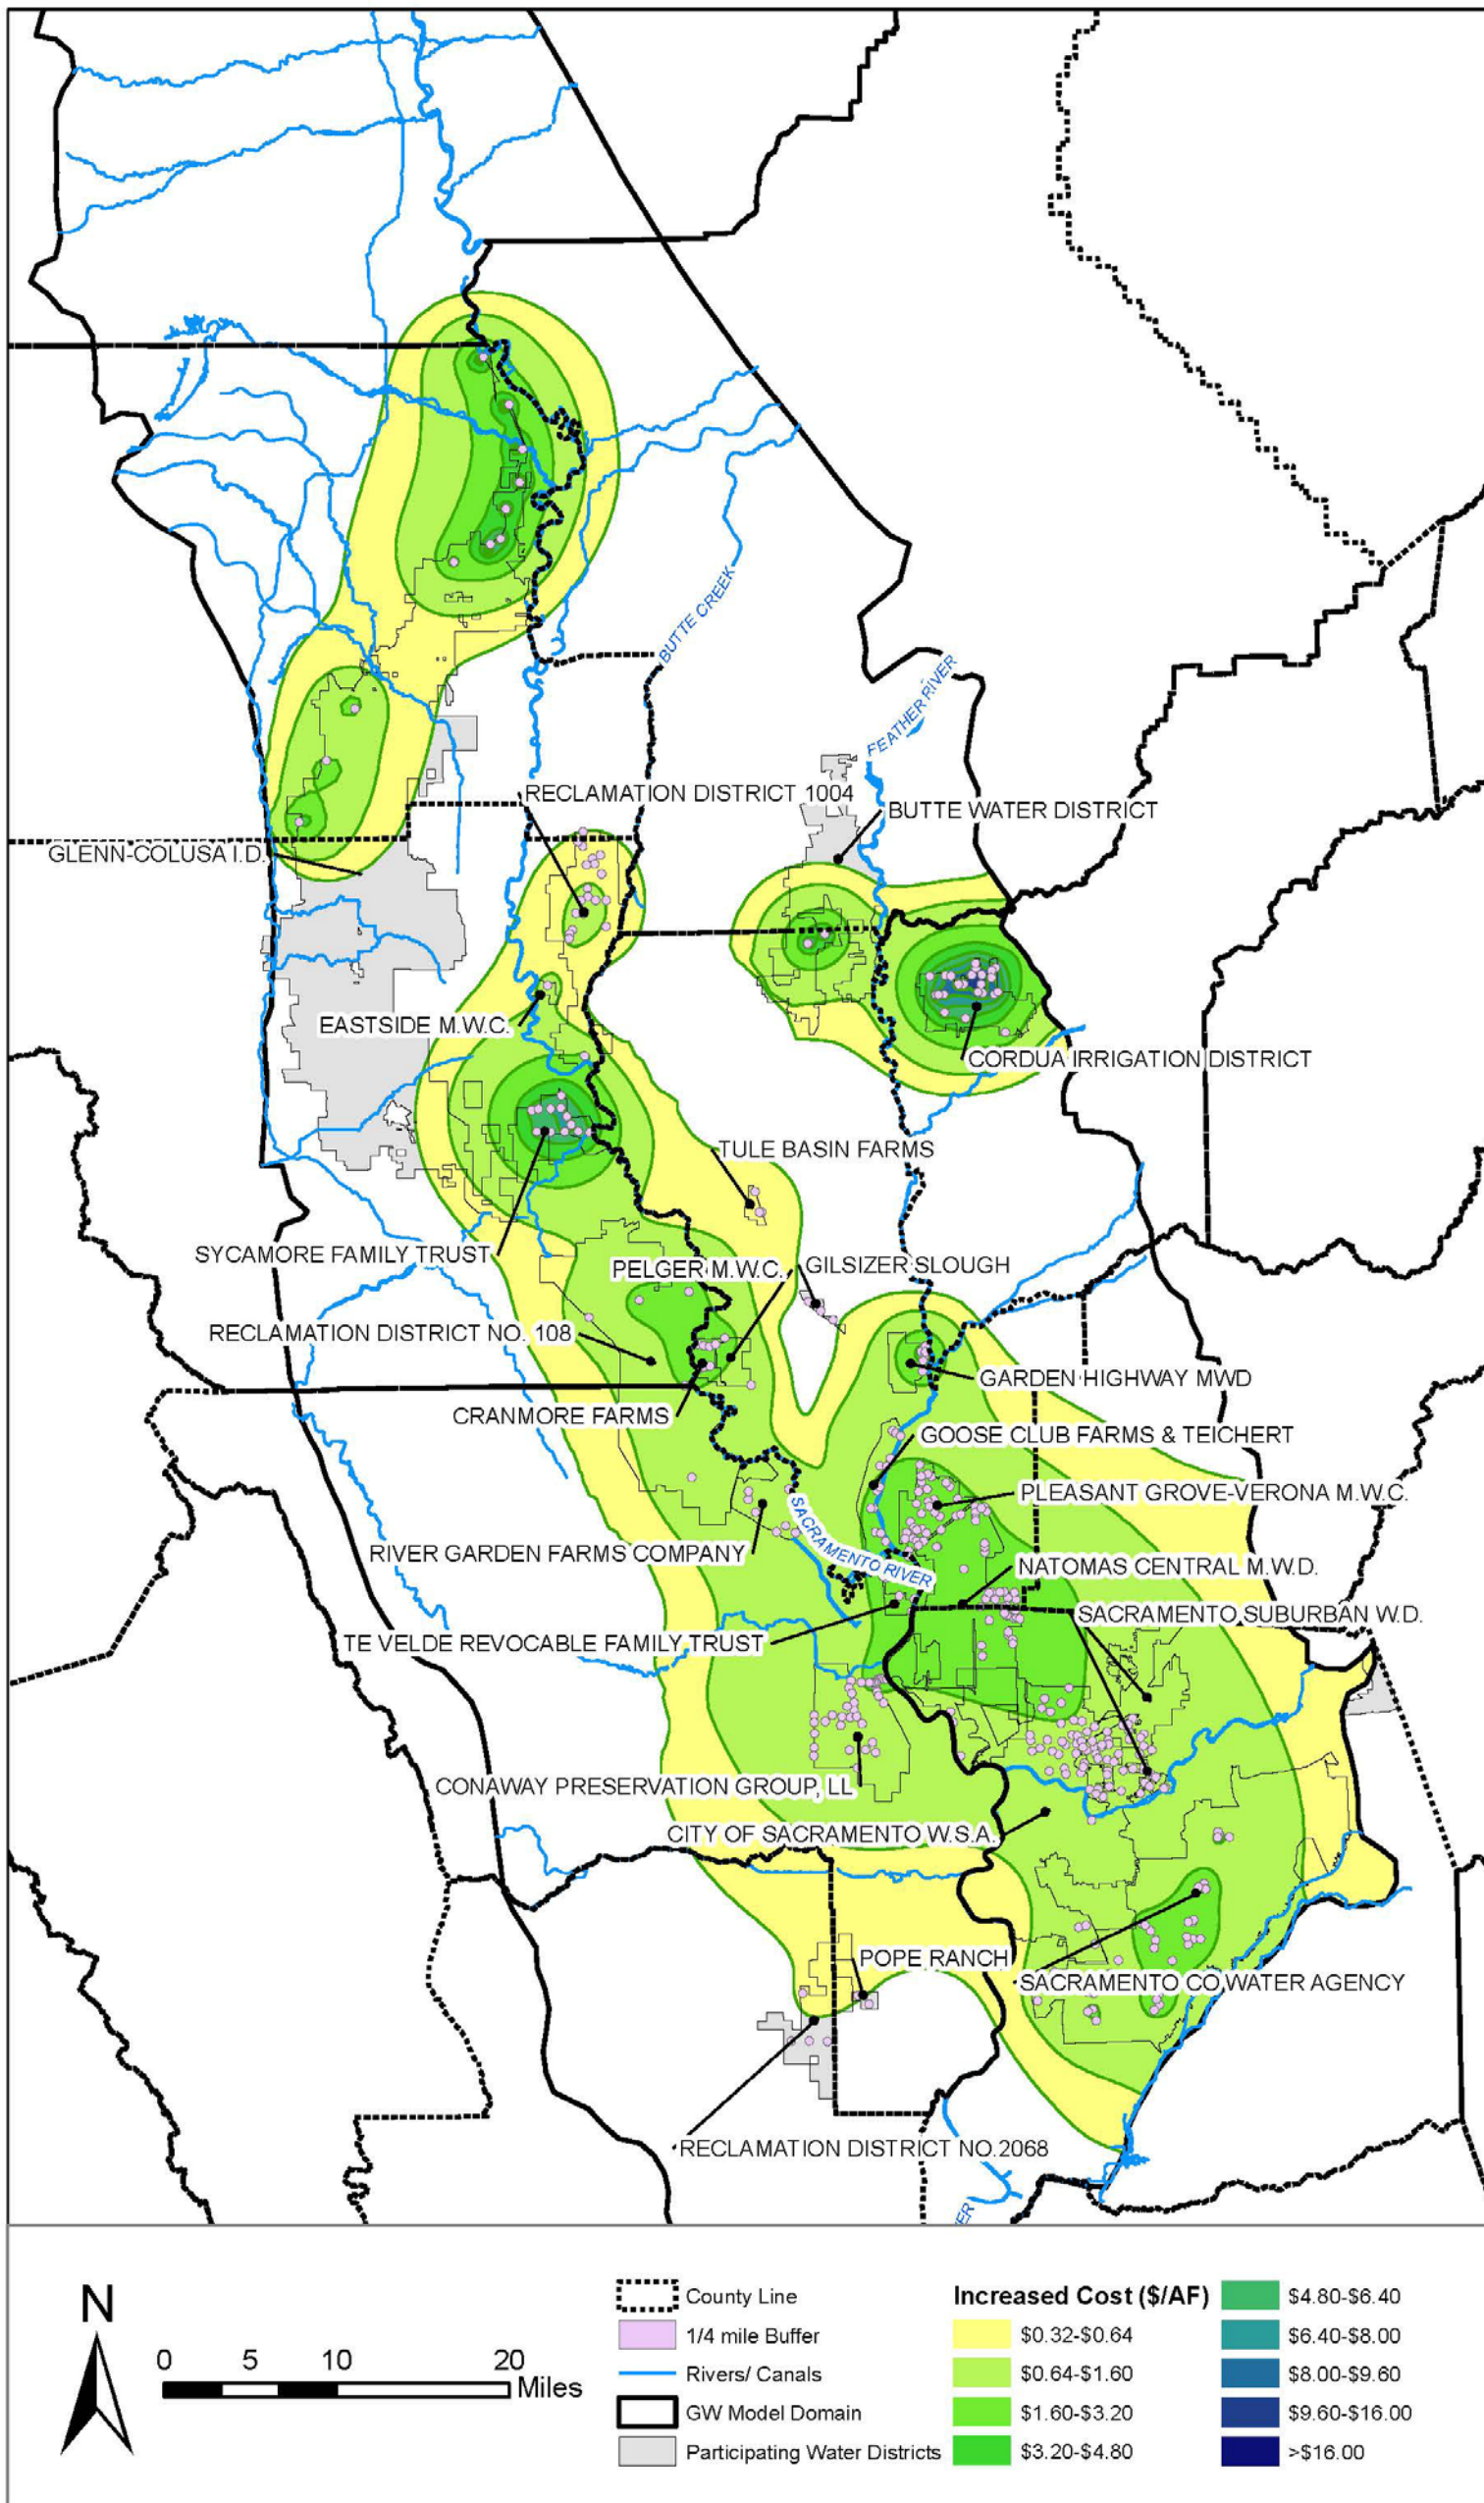 BUTTE CREEK
FEATHER RIVER
RECLAMATION DISTRICT 1004
BUTTE WATER DISTRICT
GLENN-COLUSA I.D.
EASTSIDE M.W.C.
CORDUA IRRIGATION DISTRICT
TULE BASIN FARMS
SYCAMORE FAMILY TRUST
PELGER M.W.C.
GILSIZER SLOUGH
RECLAMATION DISTRICT NO. 108
GARDEN HIGHWAY MWD
CRANMORE FARMS
GOOSE CLUB FARMS & TEICHERT
PLEASANT GROVE-VERONA M.W.C.
SACRAMENTO RIVER
RIVER GARDEN FARMS COMPANY
NATOMAS CENTRAL M.W.D.
SACRAMENTO SUBURBAN W.D.
TE VELDE REVOCABLE FAMILY TRUST
CONAWAY PRESERVATION GROUP, LL
CITY OF SACRAMENTO W.S.A.
POPE RANCH
SACRAMENTO CO WATER AGENCY
RECLAMATION DISTRICT NO.2068
ER
N
0 5 10 20
Miles
County Line
1/4 mile Buffer
Rivers/ Canals
GW Model Domain
Participating Water Districts
Increased Cost ($/AF)
$0.32-$0.64
$0.64-$1.60
$1.60-$3.20
$3.20-$4.80
$4.80-$6.40
$6.40-$8.00
$8.00-$9.60
$9.60-$16.00
>$16.00